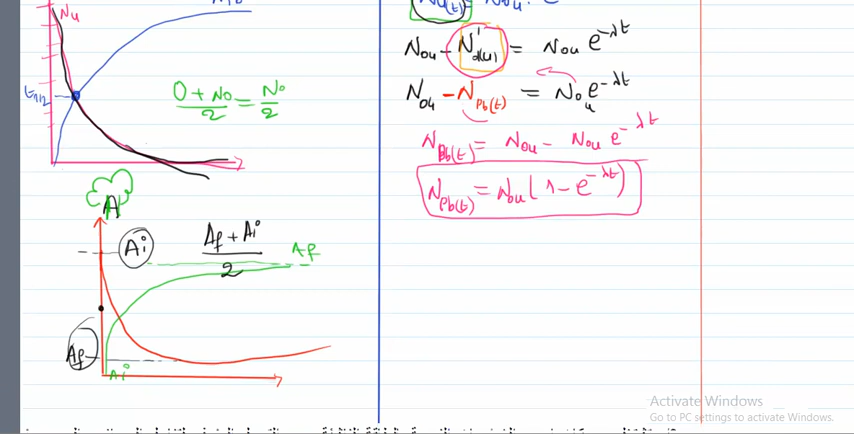 Nu
t1/2
0 + N0 / 2 = N0 / 2
A
Ai
Af + Ai / 2
Af
Af
Ai
N0u - N'd(u) = N0u e^-λt
N0u - NPb(t) = N0u e^-λt
NPb(t) = N0u - N0u e^-λt
NPb(t) = N0u (1 - e^-λt)
Activate Windows
Go to PC settings to activate Windows.